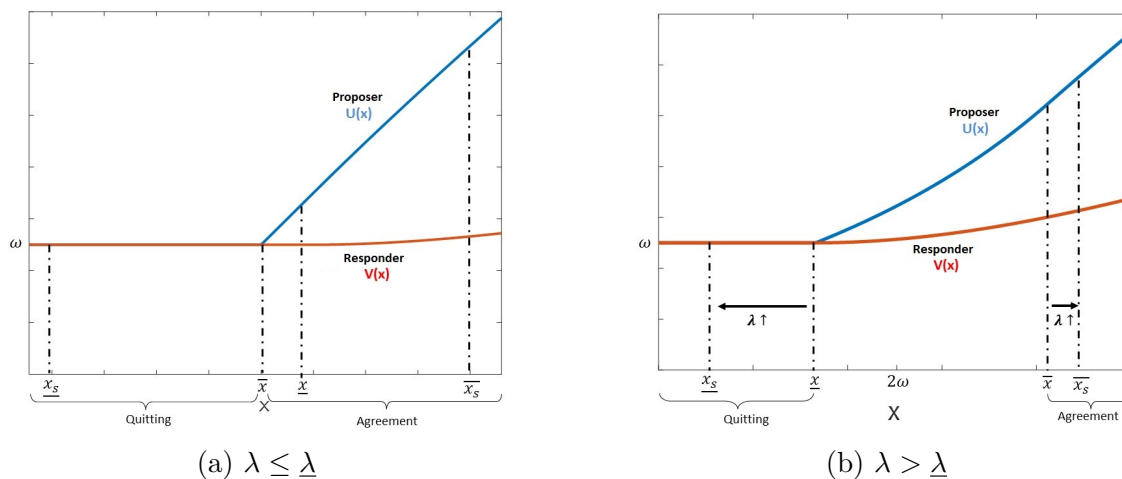 Proposer
U(x)
ω
Responder
V(x)
x_s
x̄
x̲
x̄_s
X
Quitting
Agreement
(a) λ ≤ λ̲
Proposer
U(x)
ω
Responder
V(x)
λ ↑
λ ↑
x_s
x̲
2ω
x̄
x̄_s
X
Quitting
Agreement
(b) λ > λ̲